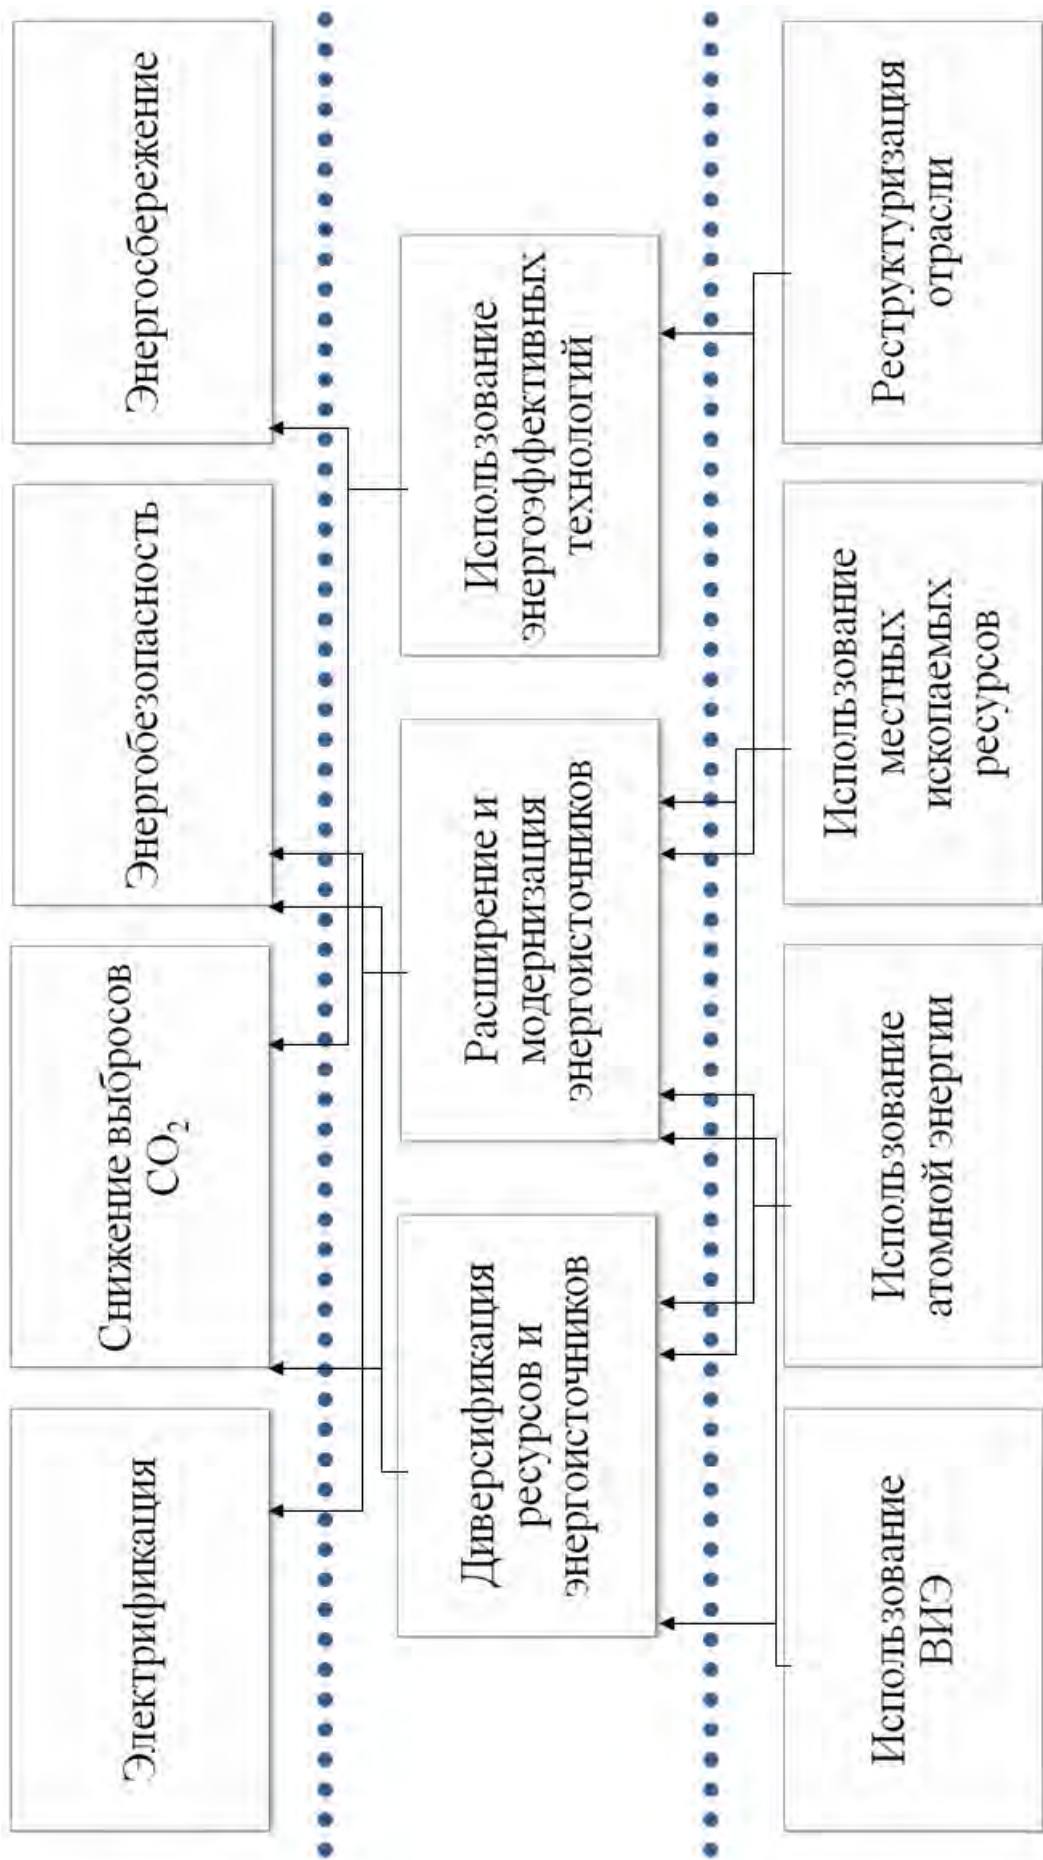 Электрификация
Снижение выбросов
CO₂
Энергобезопасность
Энергосбережение
Диверсификация
ресурсов и
энергоисточников
Расширение и
модернизация
энергоисточников
Использование
энергоэффективных
технологий
Использование
ВИЭ
Использование
атомной энергии
Использование
местных
ископаемых
ресурсов
Реструктуризация
отрасли